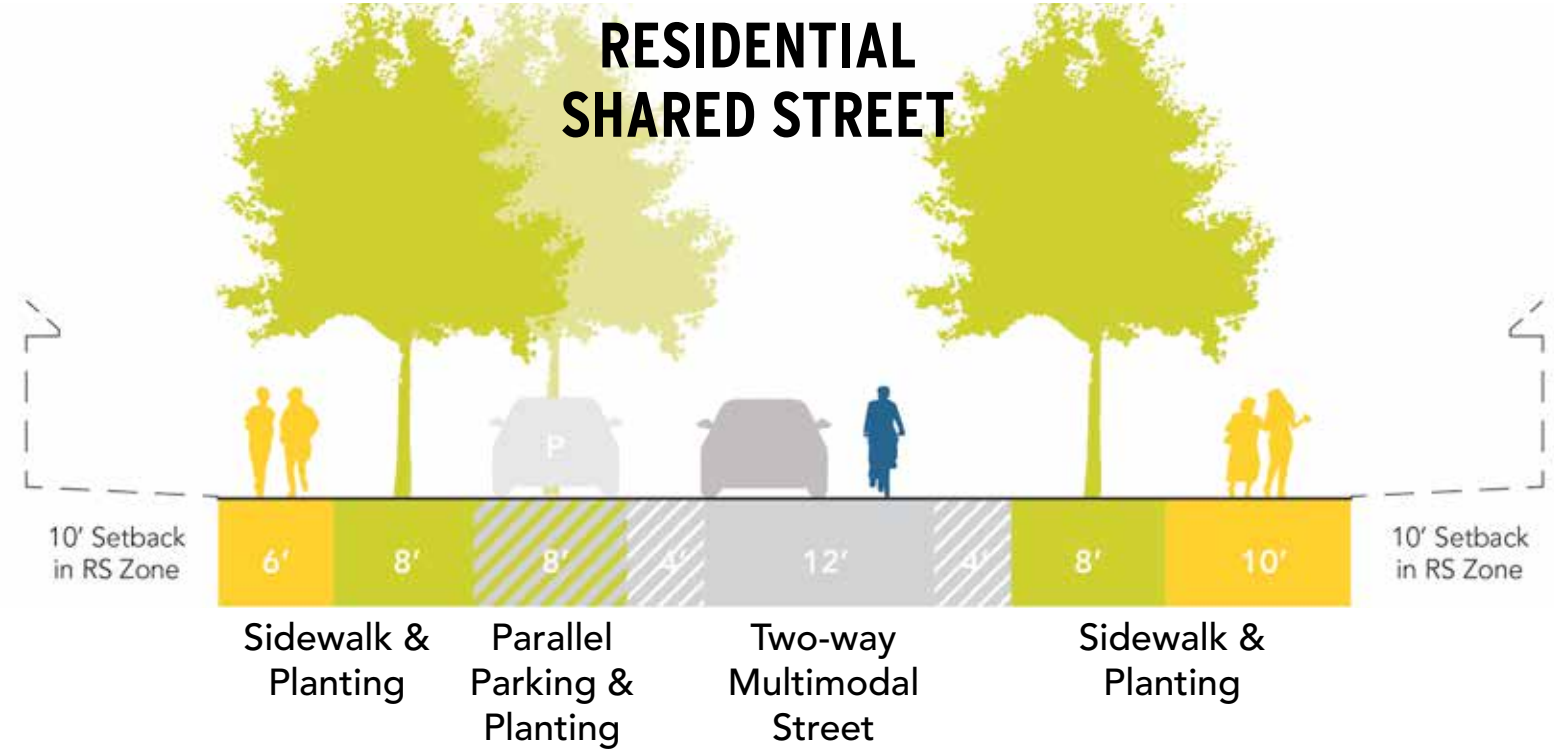 RESIDENTIAL
SHARED STREET
P
10′ Setback
in RS Zone
6′
8′
8′
4′
12′
4′
8′
10′
10′ Setback
in RS Zone
Sidewalk &
Planting
Parallel
Parking &
Planting
Two-way
Multimodal
Street
Sidewalk &
Planting